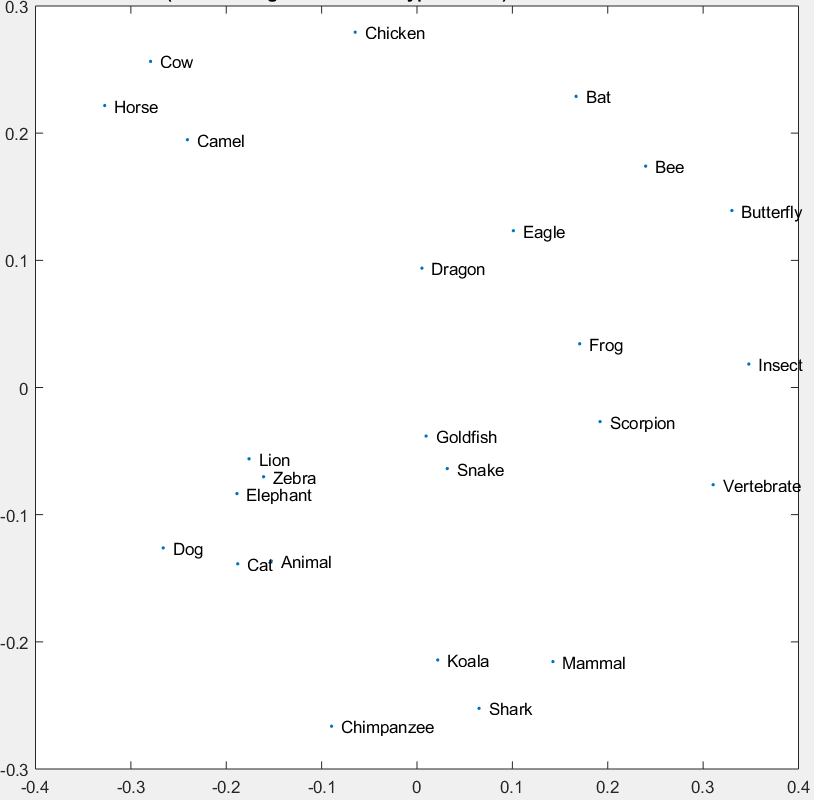 0.3
Chicken
Cow
Bat
Horse
0.2
Camel
Bee
Butterfly
Eagle
0.1
Dragon
Frog
Insect
0
Scorpion
Goldfish
Lion
Snake
Zebra
Vertebrate
Elephant
-0.1
Dog
Cat
Animal
-0.2
Koala
Mammal
Shark
Chimpanzee
-0.3
-0.4 -0.3 -0.2 -0.1 0 0.1 0.2 0.3 0.4